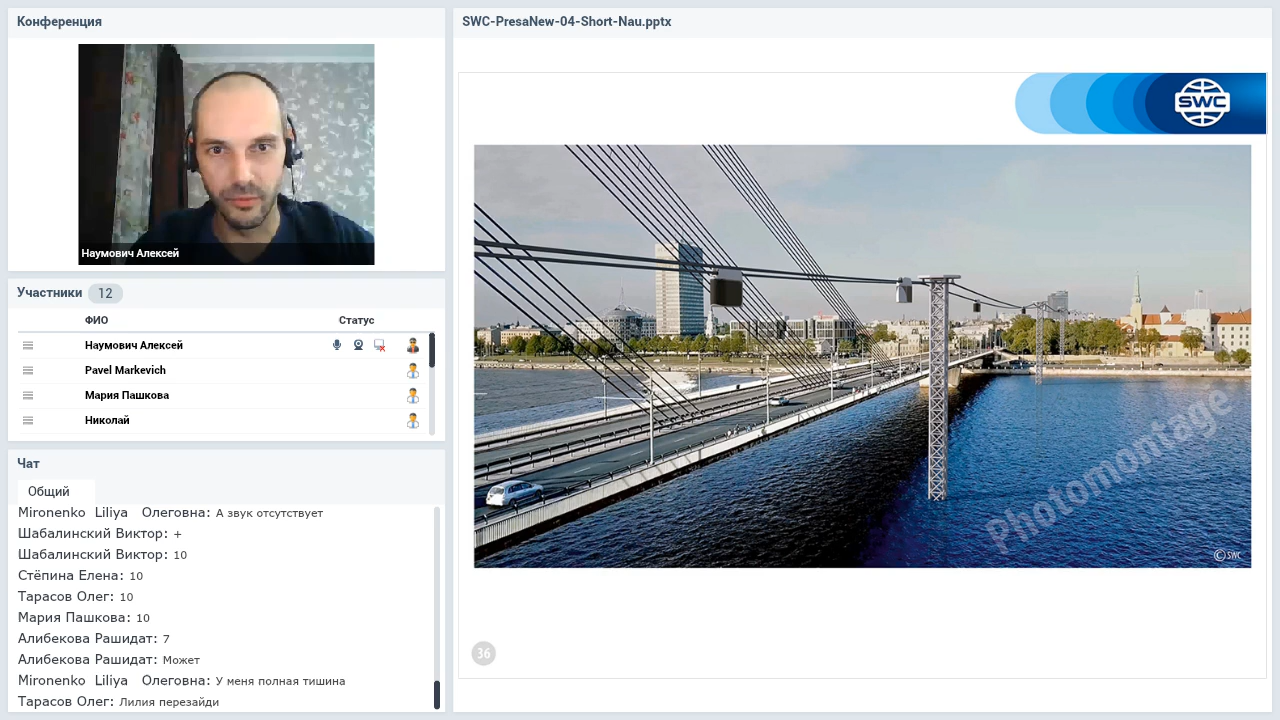 Конференция
Наумович Алексей
Участники 12
ФИО Статус
Наумович Алексей
Pavel Markevich
Мария Пашкова
Николай
Чат
Общий
Mironenko Liliya Олеговна: А звук отсутствует
Шабалинский Виктор: +
Шабалинский Виктор: 10
Стёпина Елена: 10
Тарасов Олег: 10
Мария Пашкова: 10
Алибекова Рашидат: 7
Алибекова Рашидат: Может
Mironenko Liliya Олеговна: У меня полная тишина
Тарасов Олег: Лилия перезайди
SWC-PresaNew-04-Short-Nau.pptx
SWC
Photomontage
© SWC
36